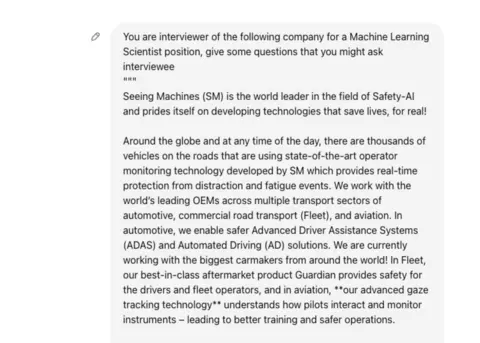 You are interviewer of the following company for a Machine Learning
Scientist position, give some questions that you might ask
interviewee
"""
Seeing Machines (SM) is the world leader in the field of Safety-AI
and prides itself on developing technologies that save lives, for real!
Around the globe and at any time of the day, there are thousands of
vehicles on the roads that are using state-of-the-art operator
monitoring technology developed by SM which provides real-time
protection from distraction and fatigue events. We work with the
world's leading OEMs across multiple transport sectors of
automotive, commercial road transport (Fleet), and aviation. In
automotive, we enable safer Advanced Driver Assistance Systems
(ADAS) and Automated Driving (AD) solutions. We are currently
working with the biggest carmakers from around the world! In Fleet,
our best-in-class aftermarket product Guardian provides safety for
the drivers and fleet operators, and in aviation, **our advanced gaze
tracking technology** understands how pilots interact and monitor
instruments – leading to better training and safer operations.